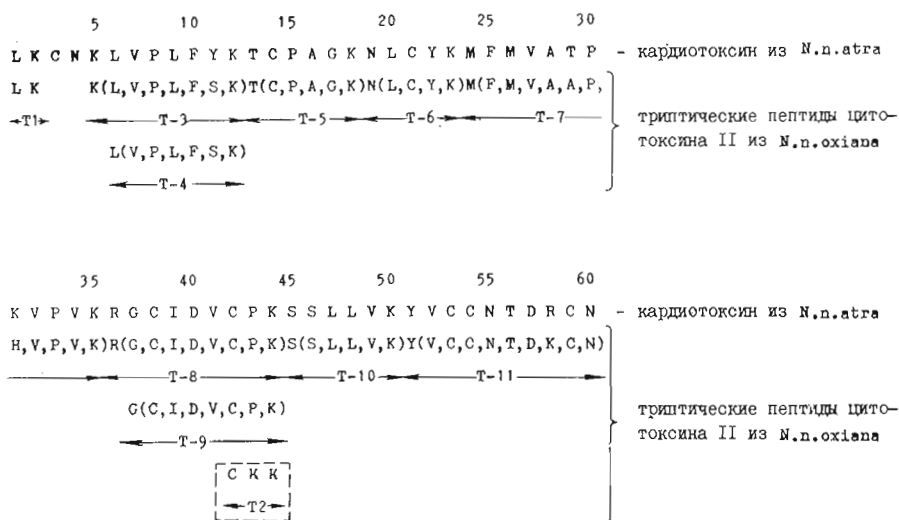 5 10 15 20 25 30
L K C N K L V P L F Y K T C P A G K N L C Y K M F M V A T P - кардиотоксин из N.n.atra
L K K(L,V,P,L,F,S,K)T(C,P,A,G,K)N(L,C,Y,K)M(F,M,V,A,A,P,
T1 T-3 T-5 T-6 T-7
триптические пептиды цито-
токсина II из N.n.oxiana
L(V,P,L,F,S,K)
T-4
35 40 45 50 55 60
K V P V K R G C I D V C P K S S L L V K Y V C C N T D R C N - кардиотоксин из N.n.atra
H,V,P,V,K)R(G,C,I,D,V,C,P,K)S(S,L,L,V,K)Y(V,C,C,N,T,D,K,C,N)
T-8 T-10 T-11
G(C,I,D,V,C,P,K)
триптические пептиды цито-
T-9
токсина II из N.n.oxiana
C K K
T2